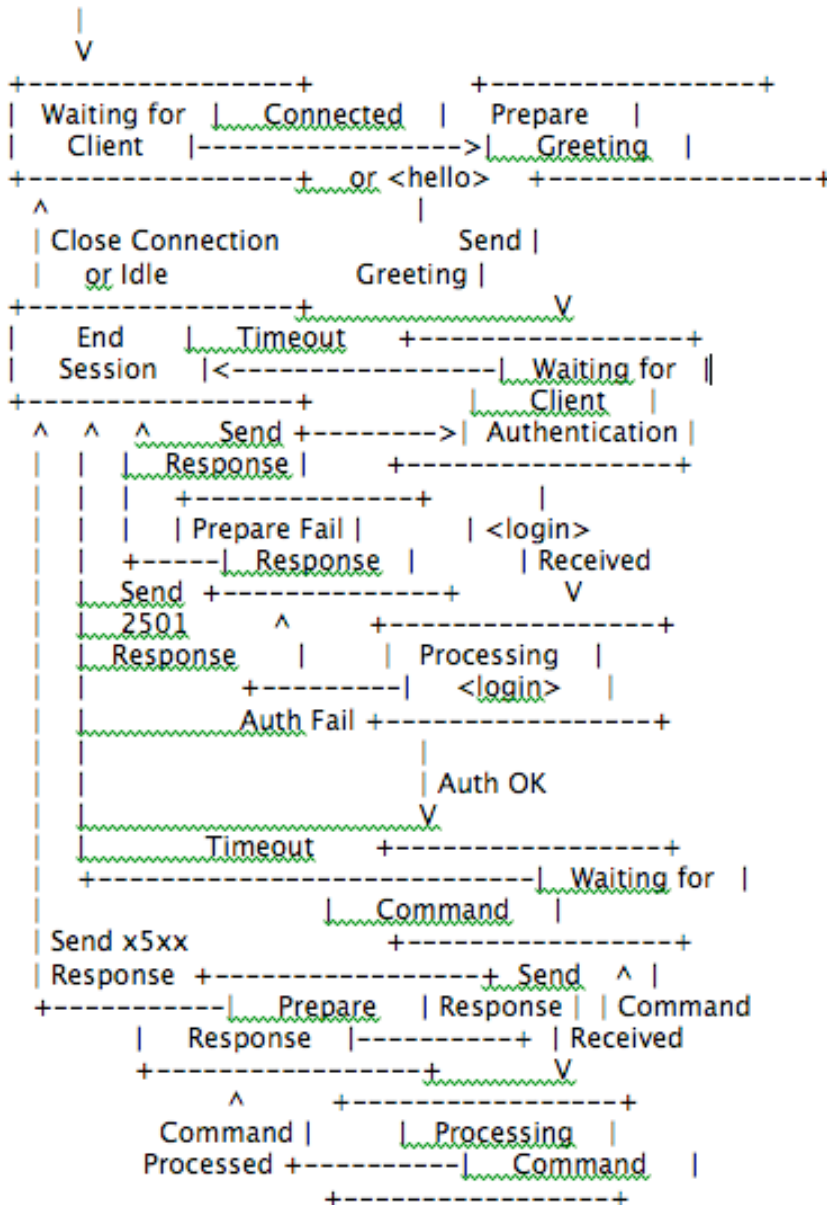 |
V
+-----------------+ +-----------------+
| Waiting for | Connected | Prepare |
| Client |----------------->| Greeting |
+-----------------+ or <hello> +-----------------+
^ |
| Close Connection Send |
| or Idle Greeting |
+-----------------+ V
| End | Timeout +-----------------+
| Session |<-----------------| Waiting for |
+-----------------+ | Client |
^ ^ ^ Send +-------->| Authentication |
| | | Response | +-----------------+
| | | +--------------+ |
| | | | Prepare Fail | | <login>
| | +-----| Response | | Received
| | Send +--------------+ V
| | 2501 ^ +-----------------+
| | Response | | Processing |
| | +---------| <login> |
| | Auth Fail +-----------------+
| | |
| | | Auth OK
| | V
| | Timeout +-----------------+
| +----------------------------| Waiting for |
| | Command |
| Send x5xx +-----------------+
| Response +-----------------+ Send ^ |
+-----------| Prepare | Response | | Command
| Response |----------+ | Received
+-----------------+ V
^ +-----------------+
Command | | Processing |
Processed +----------| Command |
+-----------------+